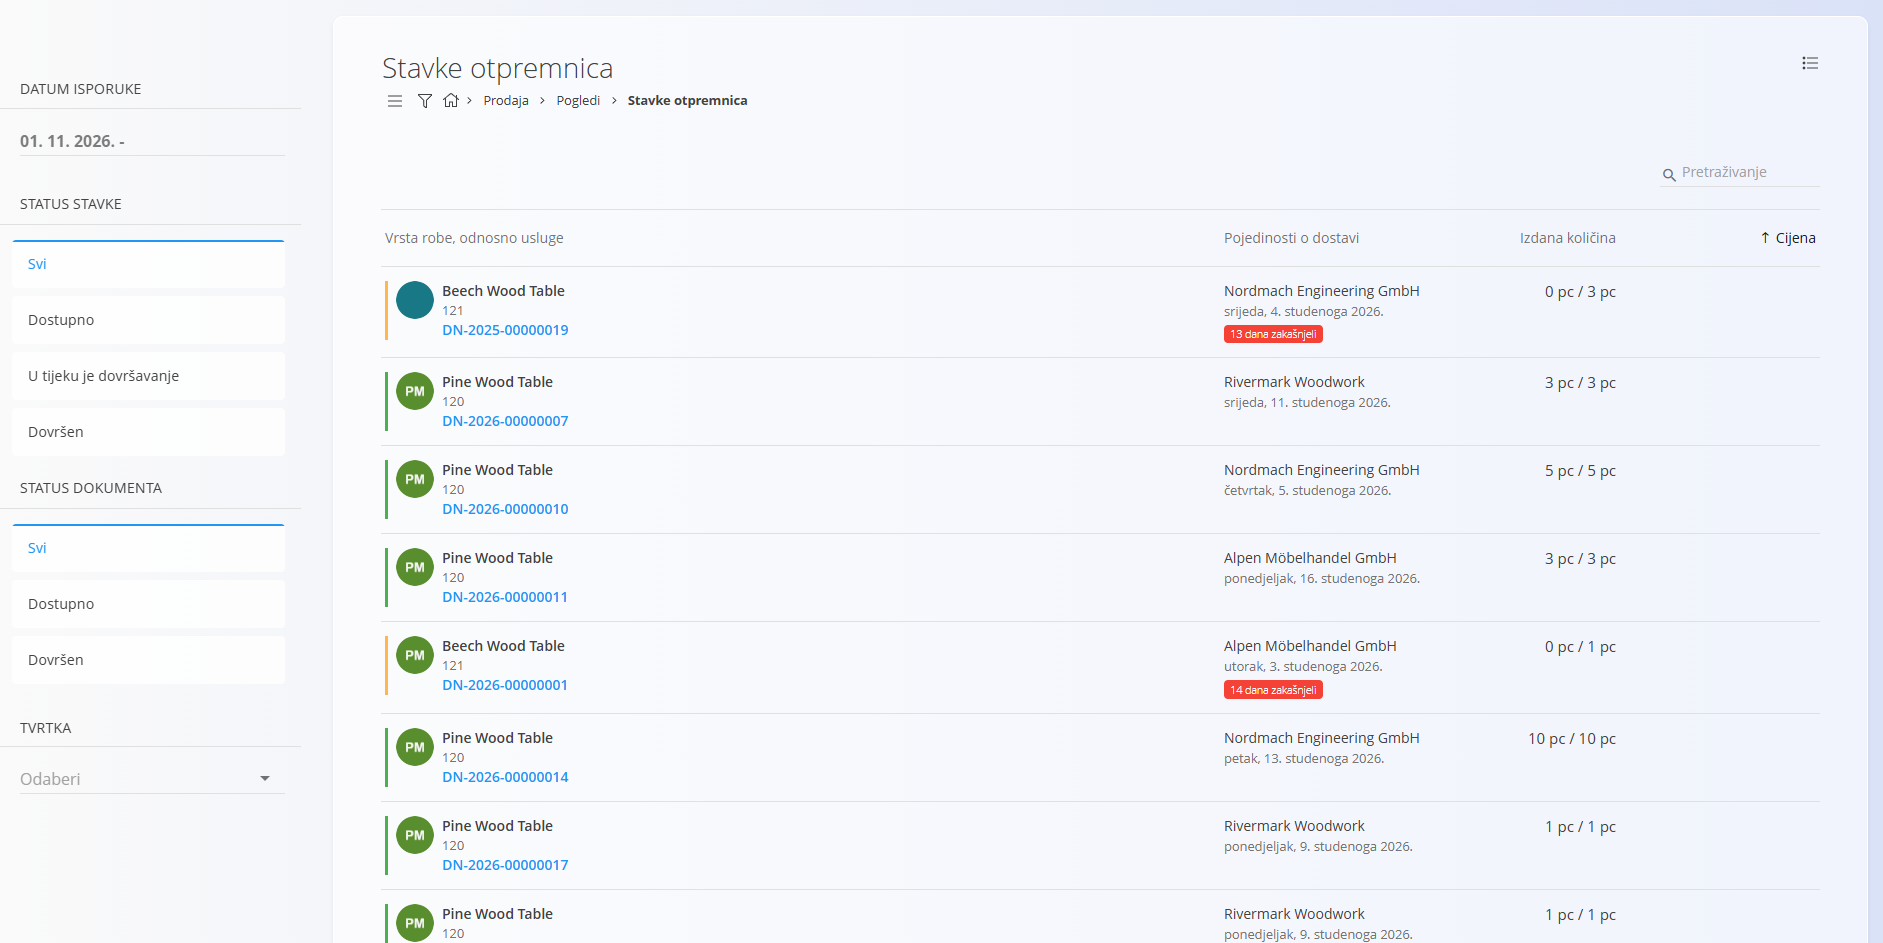 DATUM ISPORUKE
01. 11. 2026. -
STATUS STAVKE
Svi
Dostupno
U tijeku je dovršavanje
Dovršen
STATUS DOKUMENTA
Svi
Dostupno
Dovršen
TVRTKA
Odaberi
Stavke otpremnica
Prodaja > Pogledi > Stavke otpremnica
Pretraživanje
Vrsta robe, odnosno usluge Pojedinosti o dostavi Izdana količina ↑ Cijena
Beech Wood Table Nordmach Engineering GmbH 0 pc / 3 pc
121 srijeda, 4. studenoga 2026.
DN-2025-00000019 13 dana zakašnjeli
PM Pine Wood Table Rivermark Woodwork 3 pc / 3 pc
120 srijeda, 11. studenoga 2026.
DN-2026-00000007
PM Pine Wood Table Nordmach Engineering GmbH 5 pc / 5 pc
120 četvrtak, 5. studenoga 2026.
DN-2026-00000010
PM Pine Wood Table Alpen Möbelhandel GmbH 3 pc / 3 pc
120 ponedjeljak, 16. studenoga 2026.
DN-2026-00000011
PM Beech Wood Table Alpen Möbelhandel GmbH 0 pc / 1 pc
121 utorak, 3. studenoga 2026.
DN-2026-00000001 14 dana zakašnjeli
PM Pine Wood Table Nordmach Engineering GmbH 10 pc / 10 pc
120 petak, 13. studenoga 2026.
DN-2026-00000014
PM Pine Wood Table Rivermark Woodwork 1 pc / 1 pc
120 ponedjeljak, 9. studenoga 2026.
DN-2026-00000017
PM Pine Wood Table Rivermark Woodwork 1 pc / 1 pc
120 ponedjeljak, 9. studenoga 2026.